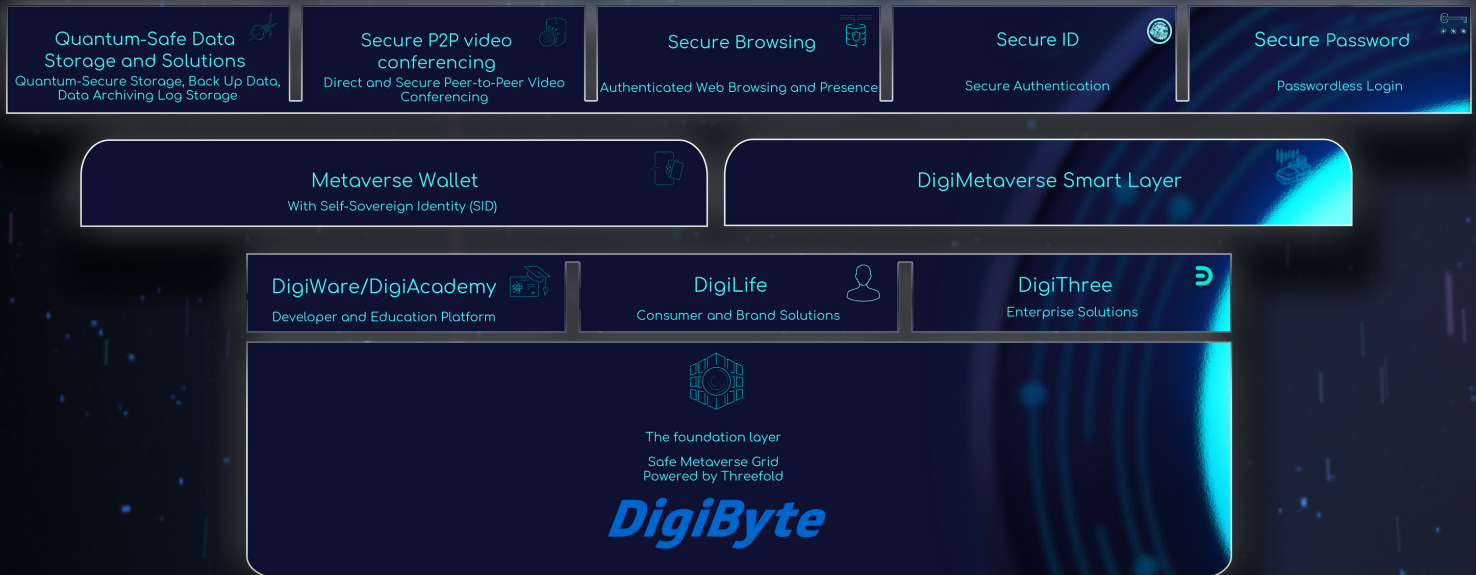 Quantum-Safe Data
Storage and Solutions
Quantum-Secure Storage, Back Up Data,
Data Archiving Log Storage
Secure P2P video
conferencing
Direct and Secure Peer-to-Peer Video
Conferencing
Secure Browsing
Authenticated Web Browsing and Presence
Secure ID
Secure Authentication
Secure Password
Passwordless Login
Metaverse Wallet
With Self-Sovereign Identity (SID)
DigiMetaverse Smart Layer
DigiWare/DigiAcademy
Developer and Education Platform
DigiLife
Consumer and Brand Solutions
DigiThree
Enterprise Solutions
The foundation layer
Safe Metaverse Grid
Powered by Threefold
DigiByte